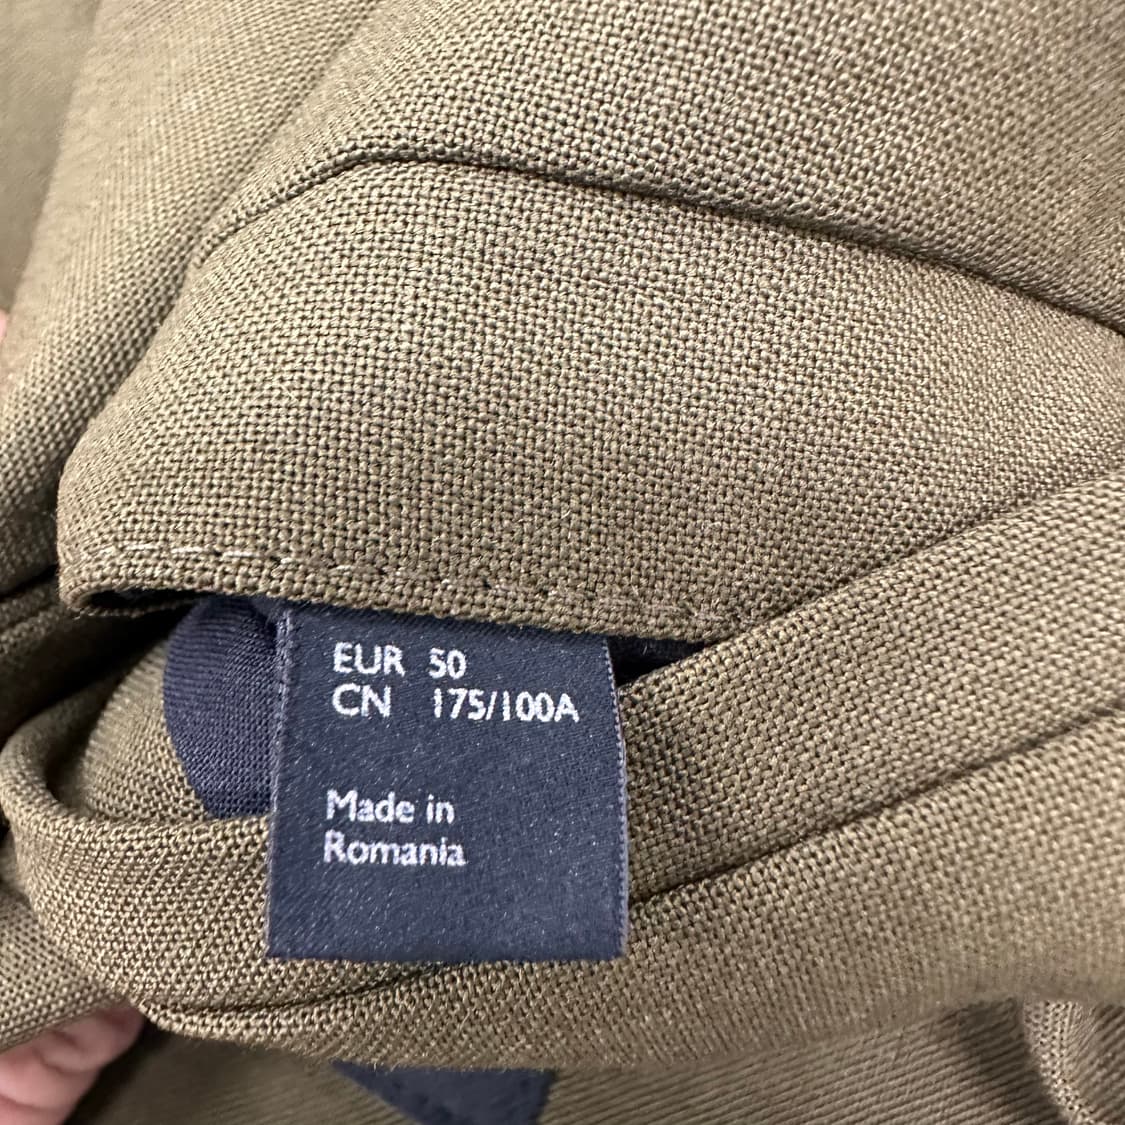 EUR 50
CN 175/100A
Made in
Romania